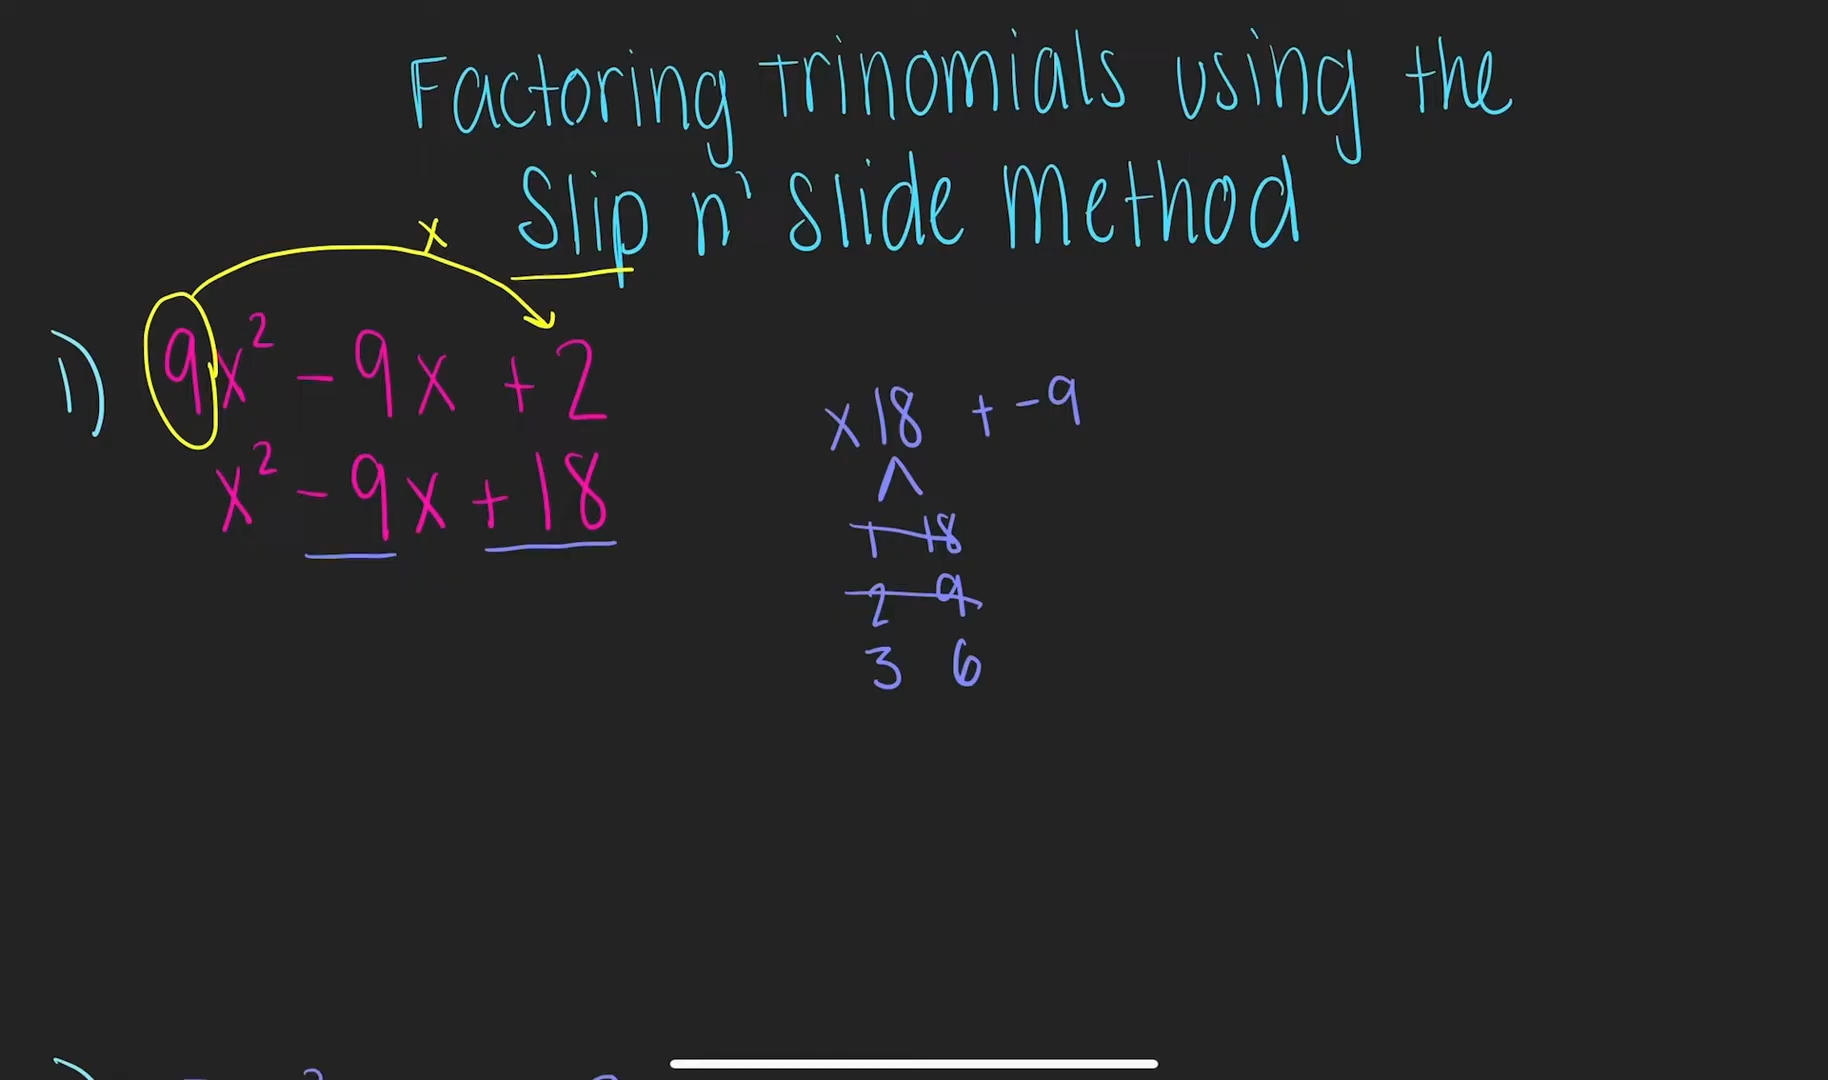 Factoring trinomials using the
Slip n' Slide Method
x
1) 9x² - 9x + 2
x² - 9x + 18
x18 + -9
1 18
2 9
3 6